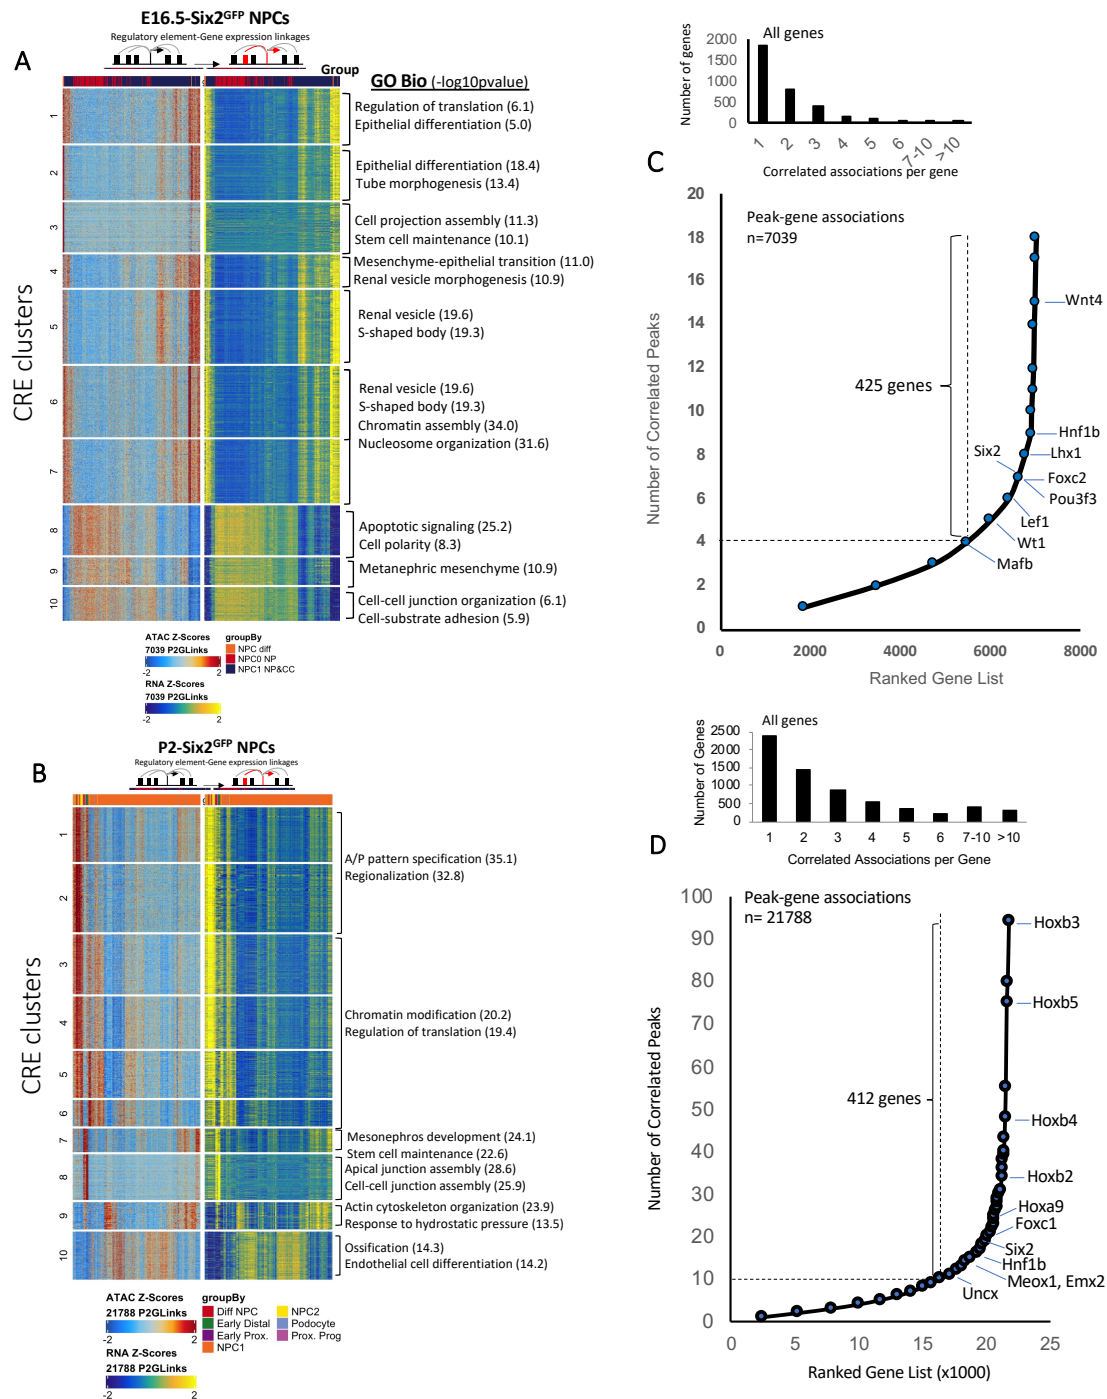 E16.5-Six2GFP NPCs
Regulatory element-Gene expression linkages
A
Group
GO Bio (-log10pvalue)
CRE clusters
1
Regulation of translation (6.1)
Epithelial differentiation (5.0)
2
Epithelial differentiation (18.4)
Tube morphogenesis (13.4)
3
Cell projection assembly (11.3)
Stem cell maintenance (10.1)
4
Mesenchyme-epithelial transition (11.0)
Renal vesicle morphogenesis (10.9)
5
Renal vesicle (19.6)
S-shaped body (19.3)
6
Renal vesicle (19.6)
S-shaped body (19.3)
Chromatin assembly (34.0)
Nucleosome organization (31.6)
7
8
Apoptotic signaling (25.2)
Cell polarity (8.3)
9
Metanephric mesenchyme (10.9)
10
Cell-cell junction organization (6.1)
Cell-substrate adhesion (5.9)
ATAC Z-Scores
7039 P2GLinks
-2 2
RNA Z-Scores
7039 P2GLinks
-2 2
groupBy
NPC diff
NPC0 NP
NPC1 NP&CC
P2-Six2GFP NPCs
Regulatory element-Gene expression linkages
B
CRE clusters
1
A/P pattern specification (35.1)
Regionalization (32.8)
2
3
4
Chromatin modification (20.2)
Regulation of translation (19.4)
5
6
7
Mesonephros development (24.1)
Stem cell maintenance (22.6)
8
Apical junction assembly (28.6)
Cell-cell junction assembly (25.9)
9
Actin cytoskeleton organization (23.9)
Response to hydrostatic pressure (13.5)
10
Ossification (14.3)
Endothelial cell differentiation (14.2)
ATAC Z-Scores
21788 P2GLinks
-2 2
RNA Z-Scores
21788 P2GLinks
-2 2
groupBy
Diff NPC
Early Distal
Early Prox.
NPC1
NPC2
Podocyte
Prox. Prog
All genes
Number of genes
2000
1500
1000
500
0
1 2 3 4 5 6 7-10 >10
Correlated associations per gene
C
Peak-gene associations
n=7039
Number of Correlated Peaks
20
18
16
14
12
10
8
6
4
2
0
425 genes
Wnt4
Hnf1b
Lhx1
Six2
Foxc2
Pou3f3
Lef1
Wt1
Mafb
0 2000 4000 6000 8000
Ranked Gene List
All genes
Number of Genes
2500
2000
1500
1000
500
0
1 2 3 4 5 6 7-10 >10
Correlated Associations per Gene
D
Peak-gene associations
n= 21788
Number of Correlated Peaks
100
90
80
70
60
50
40
30
20
10
0
412 genes
Hoxb3
Hoxb5
Hoxb4
Hoxb2
Hoxa9
Foxc1
Six2
Hnf1b
Meox1, Emx2
Uncx
0 5 10 15 20 25
Ranked Gene List (x1000)